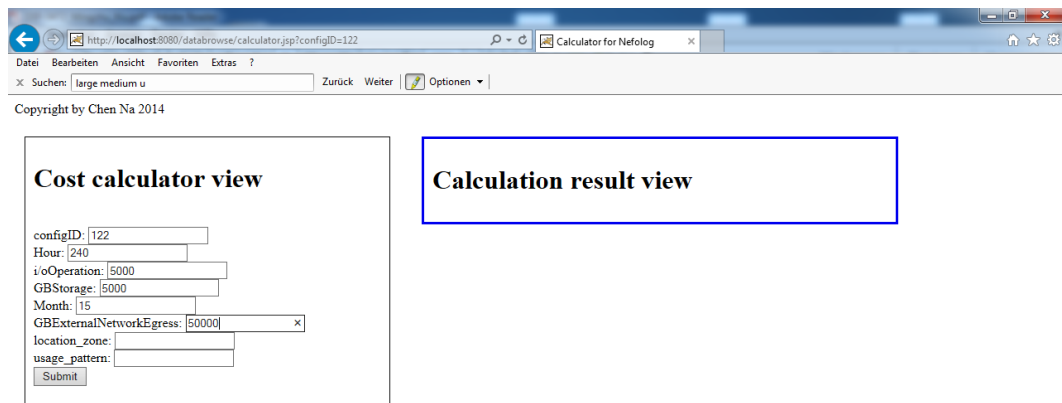 http://localhost:8080/databrowse/calculator.jsp?configID=122
Calculator for Nefolog
Datei Bearbeiten Ansicht Favoriten Extras ?
Suchen: large medium u Zurück Weiter Optionen
Copyright by Chen Na 2014
Cost calculator view
configID: 122
Hour: 240
i/oOperation: 5000
GBStorage: 5000
Month: 15
GBExternalNetworkEgress: 50000
location_zone:
usage_pattern:
Submit
Calculation result view